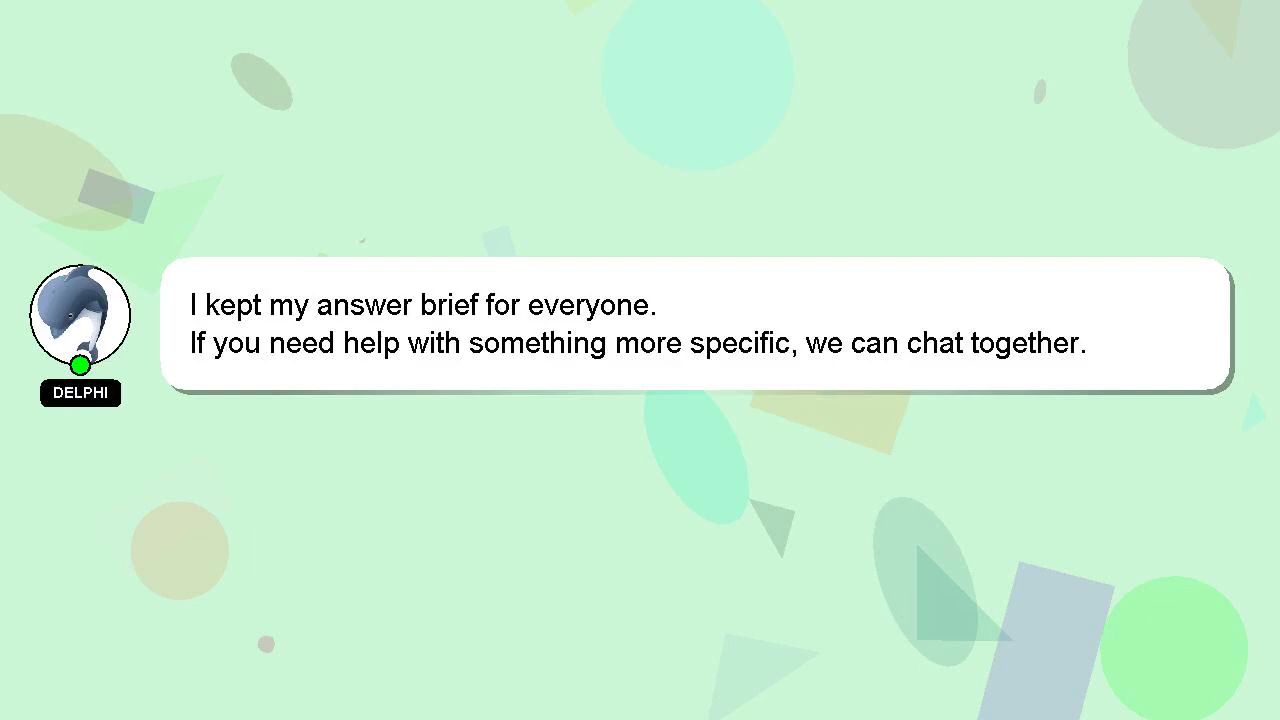 I kept my answer brief for everyone.
If you need help with something more specific, we can chat together.
DELPHI